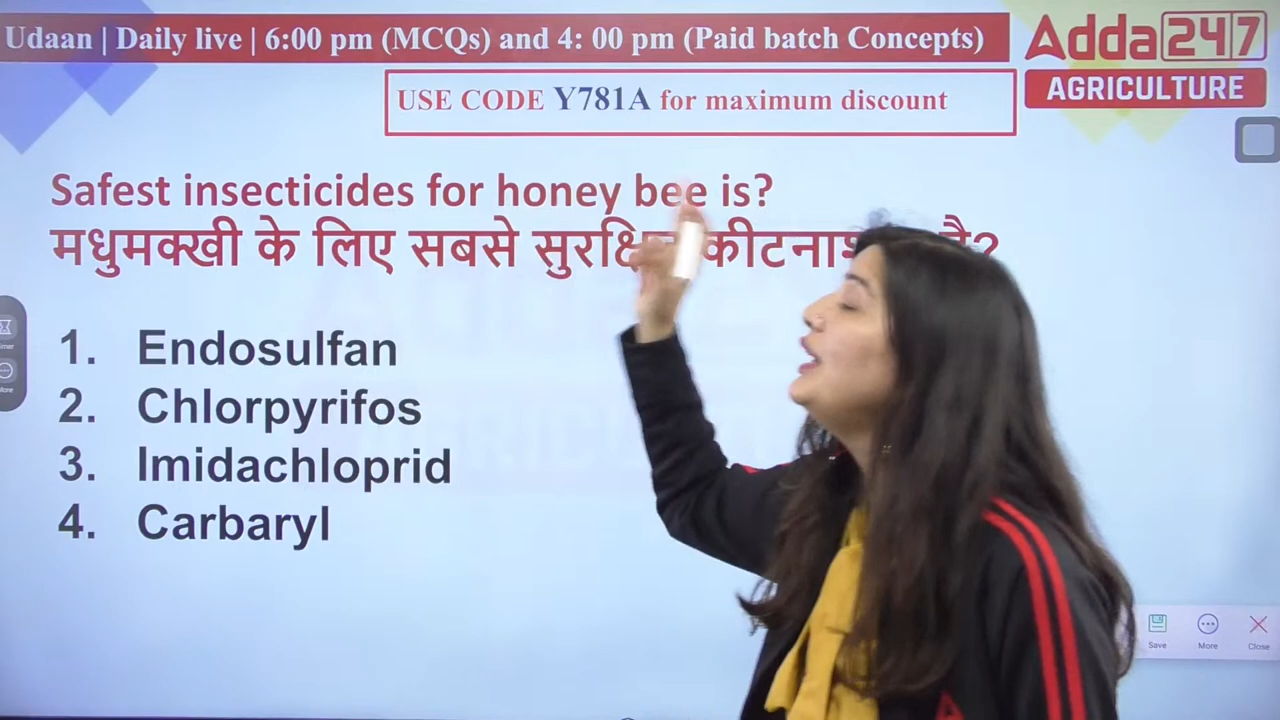 Udaan | Daily live | 6:00 pm (MCQs) and 4: 00 pm (Paid batch Concepts)
Adda247
AGRICULTURE
USE CODE Y781A for maximum discount
Safest insecticides for honey bee is?
मधुमक्खी के लिए सबसे
1. Endosulfan
2. Chlorpyrifos
3. Imidachloprid
4. Carbaryl
More
Save
More
Close